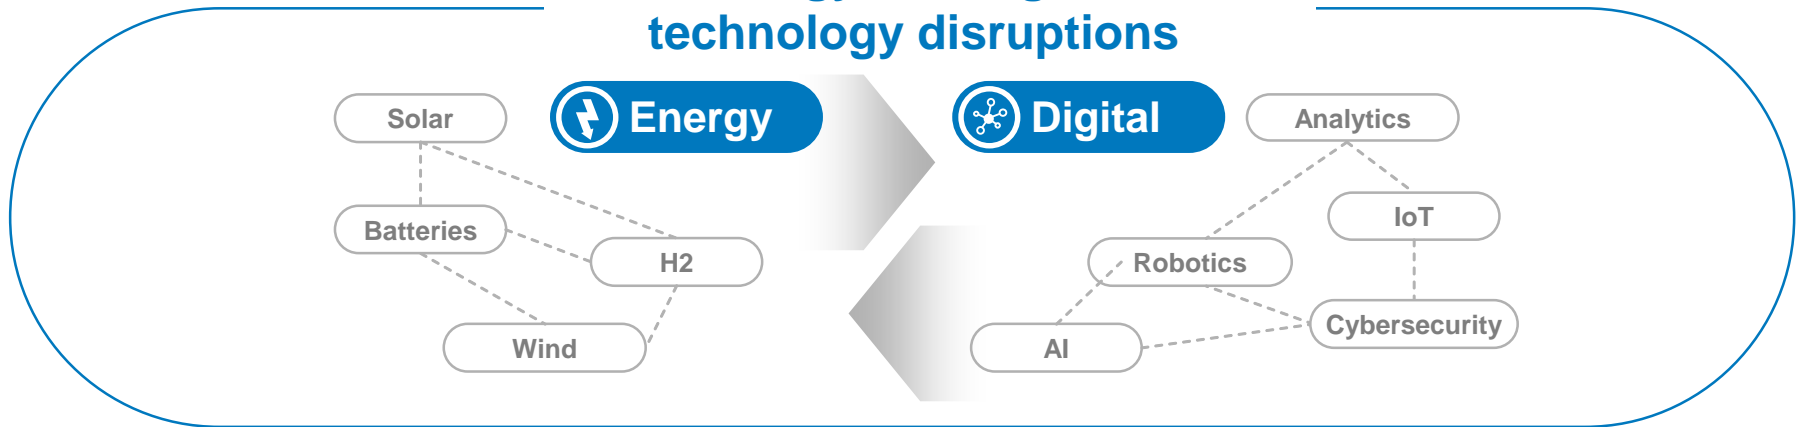 technology disruptions
Energy
Digital
Solar
Analytics
Batteries
IoT
H2
Robotics
Wind
AI
Cybersecurity